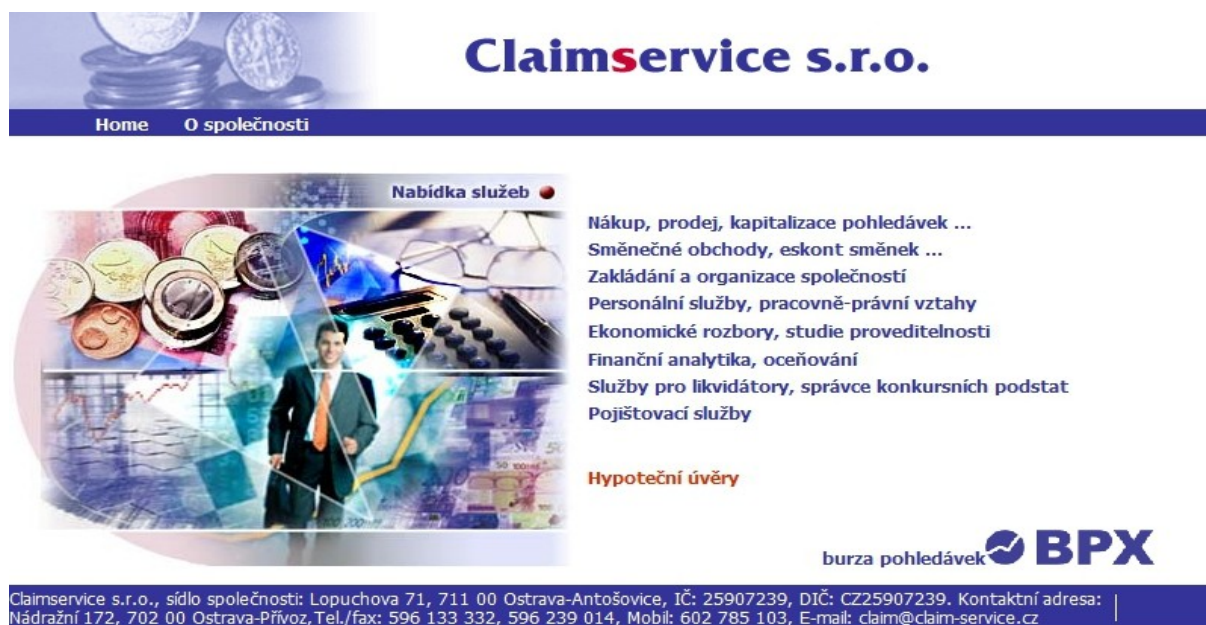 Claimservice s.r.o.
Home O společnosti
Nabídka služeb
Nákup, prodej, kapitalizace pohledávek ...
Směnečné obchody, eskont směnek ...
Zakládání a organizace společností
Personální služby, pracovně-právní vztahy
Ekonomické rozbory, studie proveditelnosti
Finanční analytika, oceňování
Služby pro likvidátory, správce konkursních podstat
Pojištovací služby
Hypoteční úvěry
burza pohledávek BPX
Claimservice s.r.o., sídlo společnosti: Lopuchova 71, 711 00 Ostrava-Antošovice, IČ: 25907239, DIČ: CZ25907239. Kontaktní adresa: |
Nádražní 172, 702 00 Ostrava-Přívoz,Tel./fax: 596 133 332, 596 239 014, Mobil: 602 785 103, E-mail: claim@claim-service.cz